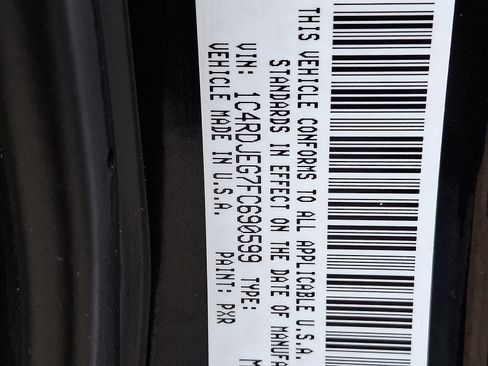 THIS VEHICLE CONFORMS TO ALL APPLICABLE U.S.A.
STANDARDS IN EFFECT ON THE DATE OF MANUFA
VIN: 1C4RDJEG7FC690599 TYPE: M
VEHICLE MADE IN U.S.A. PAINT: PXR